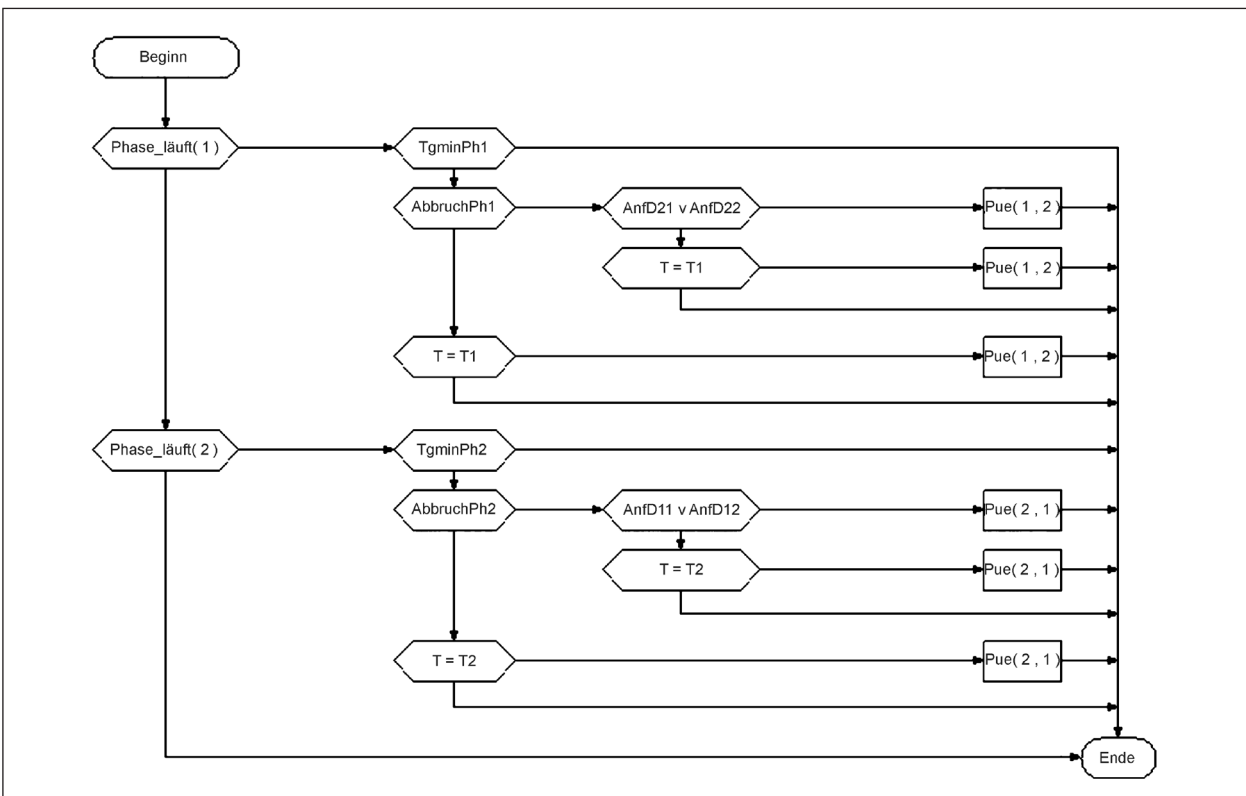 Beginn
Phase_läuft( 1 )
TgminPh1
AbbruchPh1
AnfD21 v AnfD22
Pue( 1 , 2 )
T = T1
Pue( 1 , 2 )
T = T1
Pue( 1 , 2 )
Phase_läuft( 2 )
TgminPh2
AbbruchPh2
AnfD11 v AnfD12
Pue( 2 , 1 )
T = T2
Pue( 2 , 1 )
T = T2
Pue( 2 , 1 )
Ende